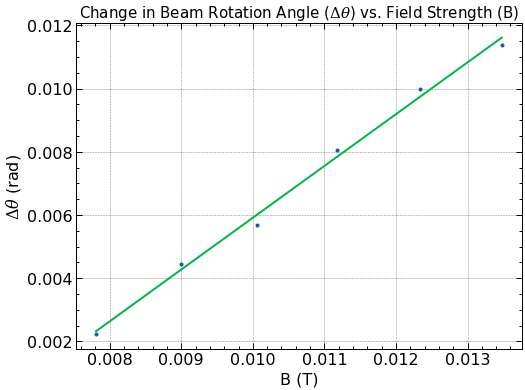 Change in Beam Rotation Angle (Δθ) vs. Field Strength (B)
0.012
0.010
0.008
0.006
0.004
0.002
Δθ (rad)
0.008 0.009 0.010 0.011 0.012 0.013
B (T)